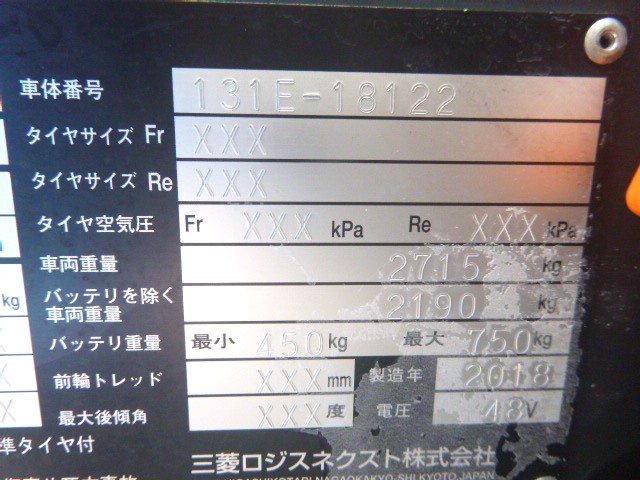 車体番号 131E-18122
タイヤサイズ Fr XXX
タイヤサイズ Re XXX
タイヤ空気圧 Fr XXX kPa Re XXX kPa
車両重量 2715 kg
バッテリを除く
車両重量 2190 kg
kg
バッテリ重量 最小 450 kg 最大 750 kg
前輪トレッド XXX mm 製造年 2018
最大後傾角 XXX 度 電圧 48 V
準タイヤ付
三菱ロジスネクスト株式会社
NAGAOKAKYO-SHI,KYOTO,JAPAN